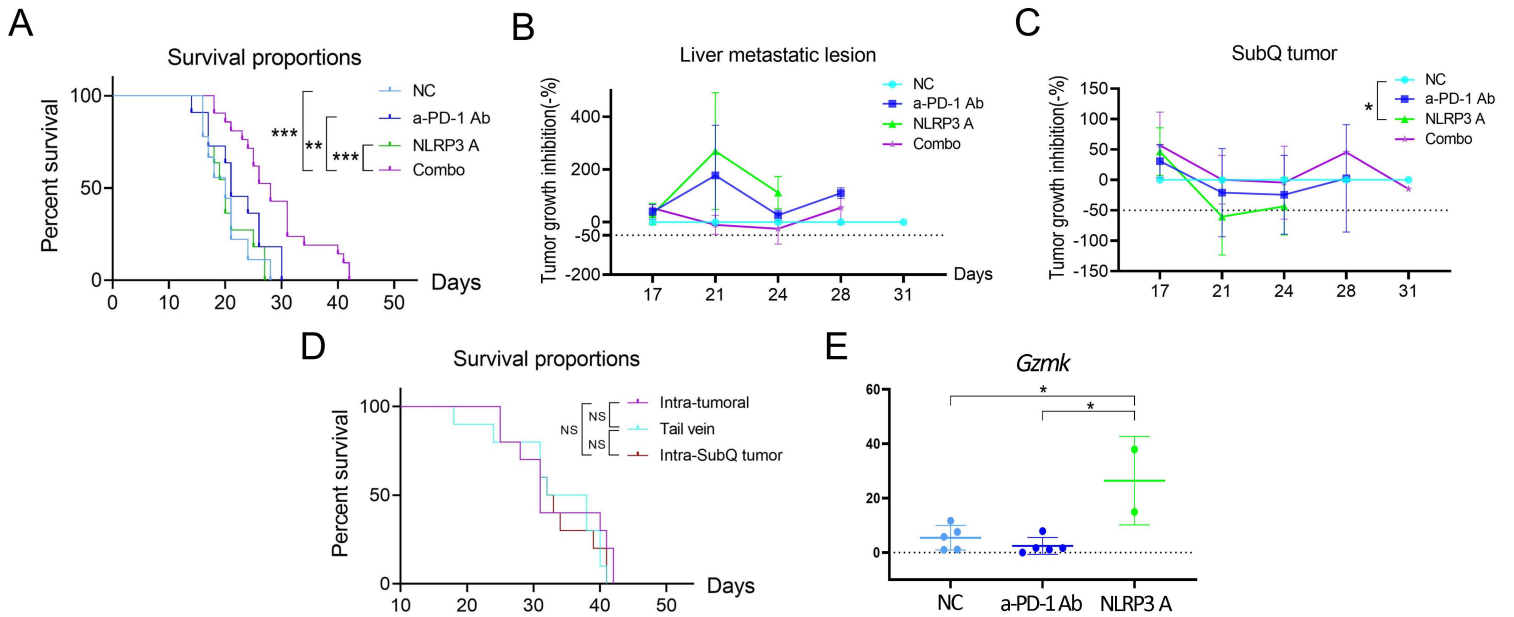 A
Survival proportions
Percent survival
100
50
0
0 10 20 30 40 50
Days
NC
a-PD-1 Ab
NLRP3 A
Combo
*** ** ***
B
Liver metastatic lesion
Tumor growth inhibition(-%)
400
200
0
-50
-200
17 21 24 28 31
Days
NC
a-PD-1 Ab
NLRP3 A
Combo
C
SubQ tumor
Tumor growth inhibition(-%)
150
100
50
0
-50
-100
-150
17 21 24 28 31
NC
a-PD-1 Ab
NLRP3 A
Combo
*
D
Survival proportions
Percent survival
100
50
0
10 20 30 40 50
Days
Intra-tumoral
Tail vein
Intra-SubQ tumor
NS
NS
NS
E
Gzmk
60
40
20
0
*
*
NC a-PD-1 Ab NLRP3 A